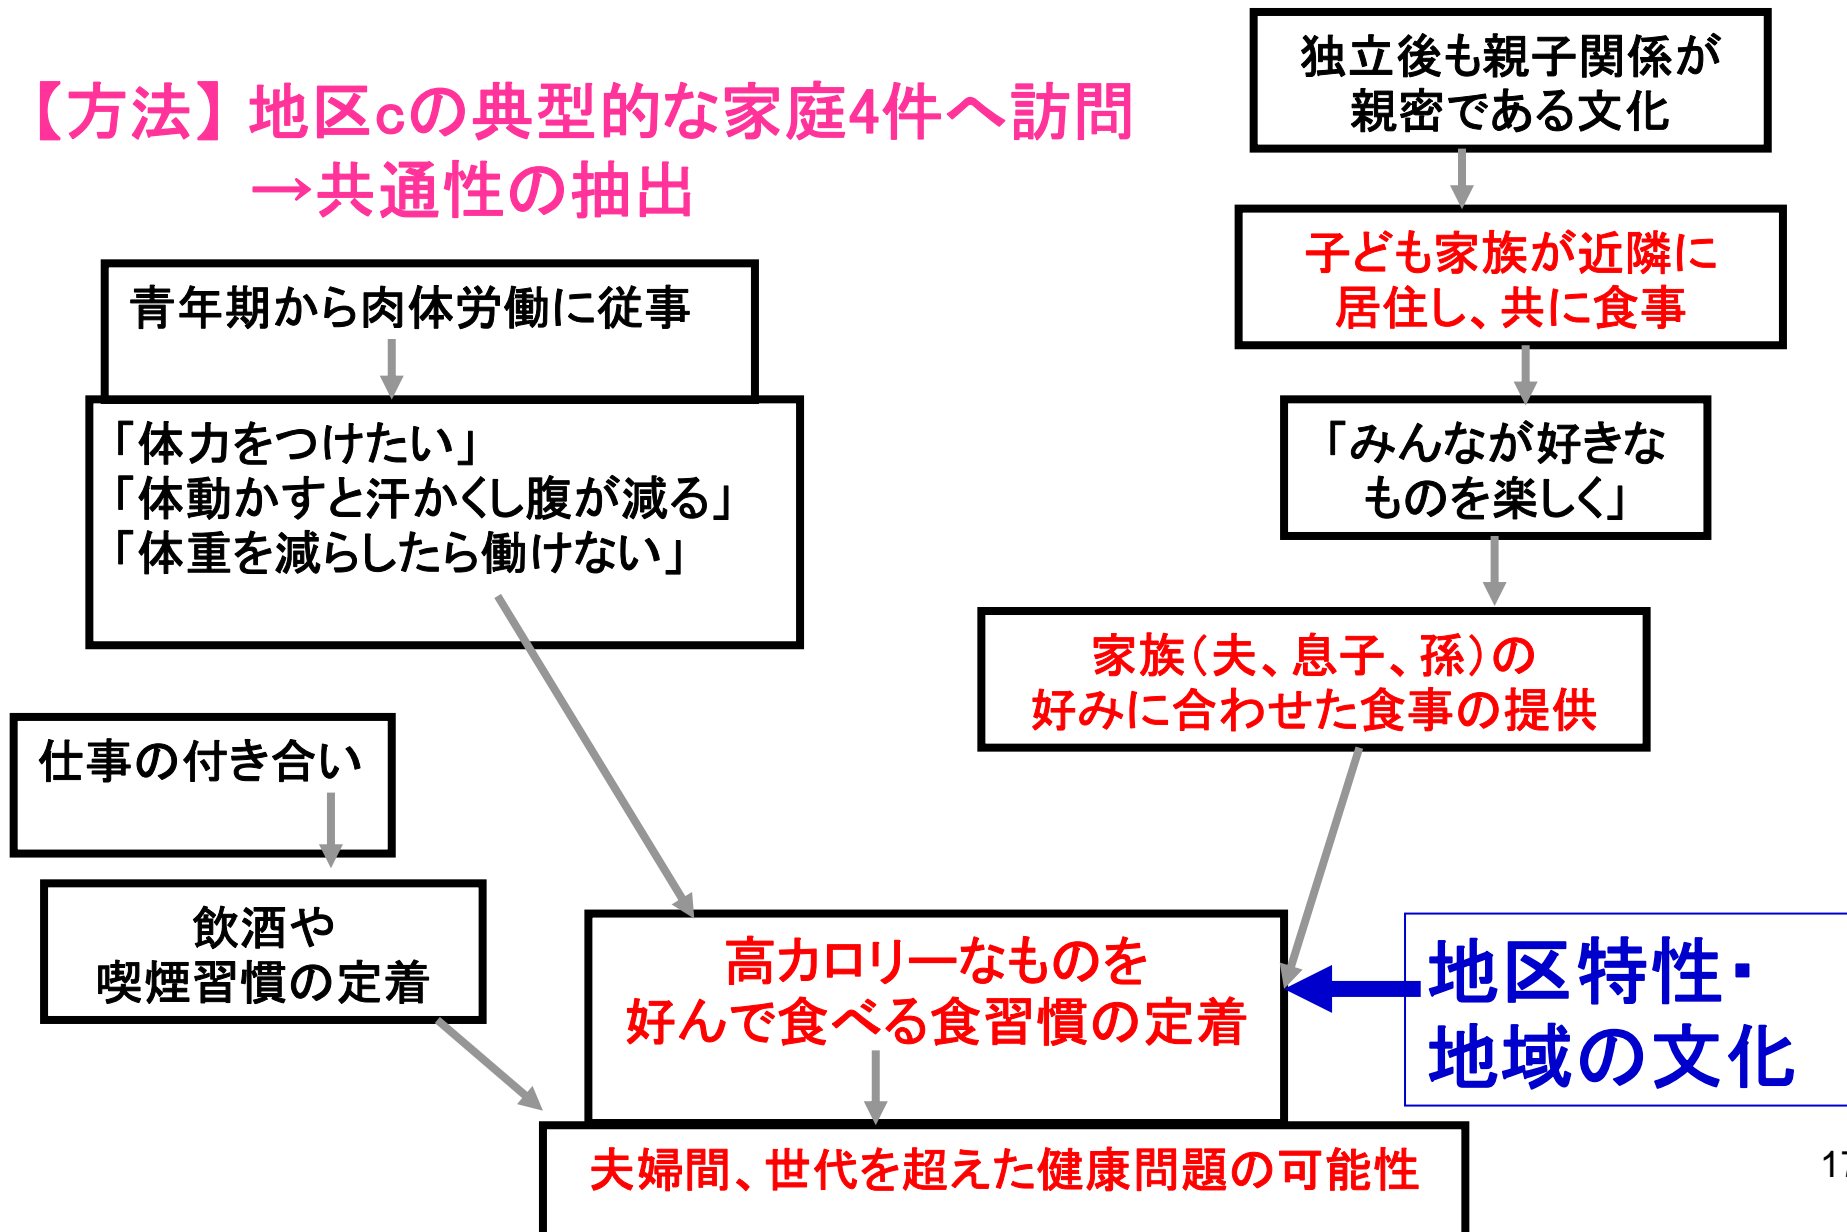 【方法】地区cの典型的な家庭4件へ訪問
→共通性の抽出
独立後も親子関係が
親密である文化
子ども家族が近隣に
居住し、共に食事
「みんなが好きな
ものを楽しく」
家族（夫、息子、孫）の
好みに合わせた食事の提供
青年期から肉体労働に従事
「体力をつけたい」
「体動かすと汗かくし腹が減る」
「体重を減らしたら働けない」
仕事の付き合い
飲酒や
喫煙習慣の定着
高カロリーなものを
好んで食べる食習慣の定着
地区特性・
地域の文化
夫婦間、世代を超えた健康問題の可能性
17